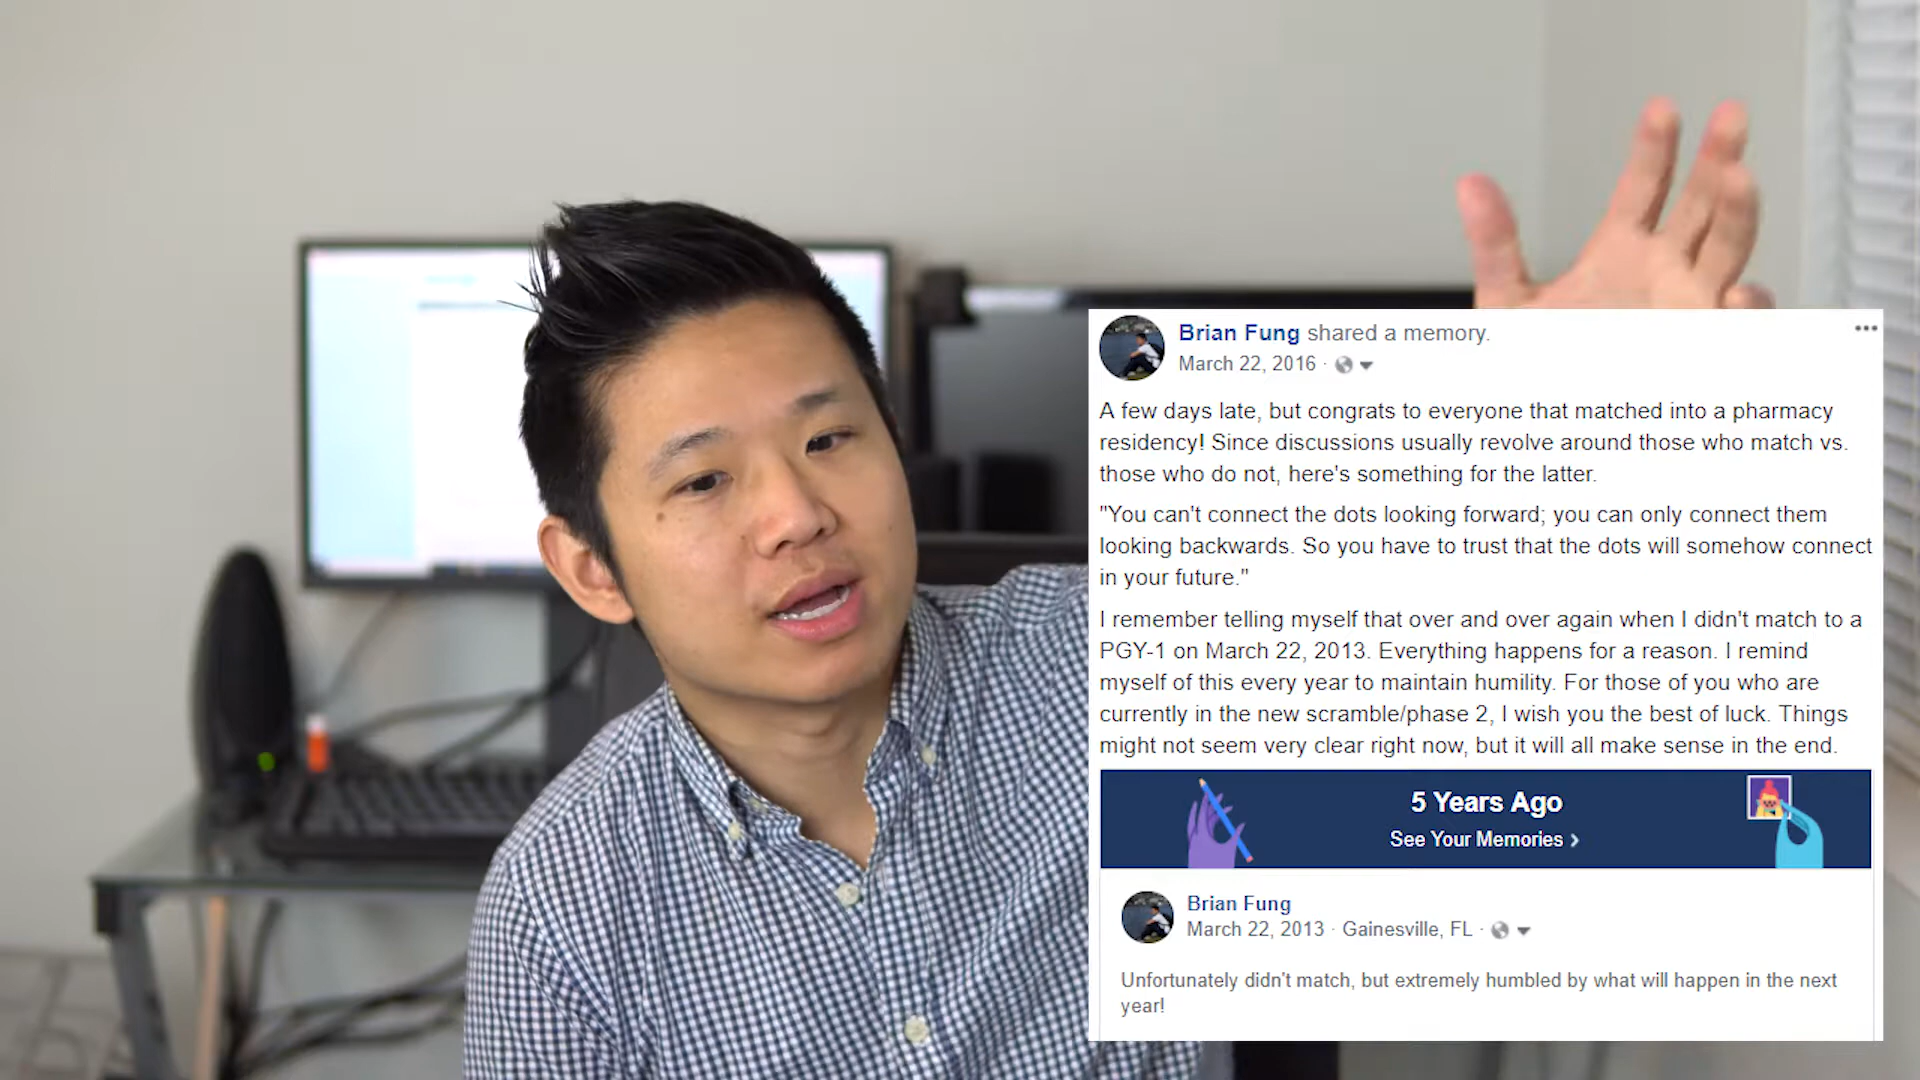 Brian Fung shared a memory.
March 22, 2016 ·
A few days late, but congrats to everyone that matched into a pharmacy
residency! Since discussions usually revolve around those who match vs.
those who do not, here's something for the latter.
"You can't connect the dots looking forward; you can only connect them
looking backwards. So you have to trust that the dots will somehow connect
in your future."
I remember telling myself that over and over again when I didn't match to a
PGY-1 on March 22, 2013. Everything happens for a reason. I remind
myself of this every year to maintain humility. For those of you who are
currently in the new scramble/phase 2, I wish you the best of luck. Things
might not seem very clear right now, but it will all make sense in the end.
5 Years Ago
See Your Memories ›
Brian Fung
March 22, 2013 · Gainesville, FL ·
Unfortunately didn't match, but extremely humbled by what will happen in the next
year!